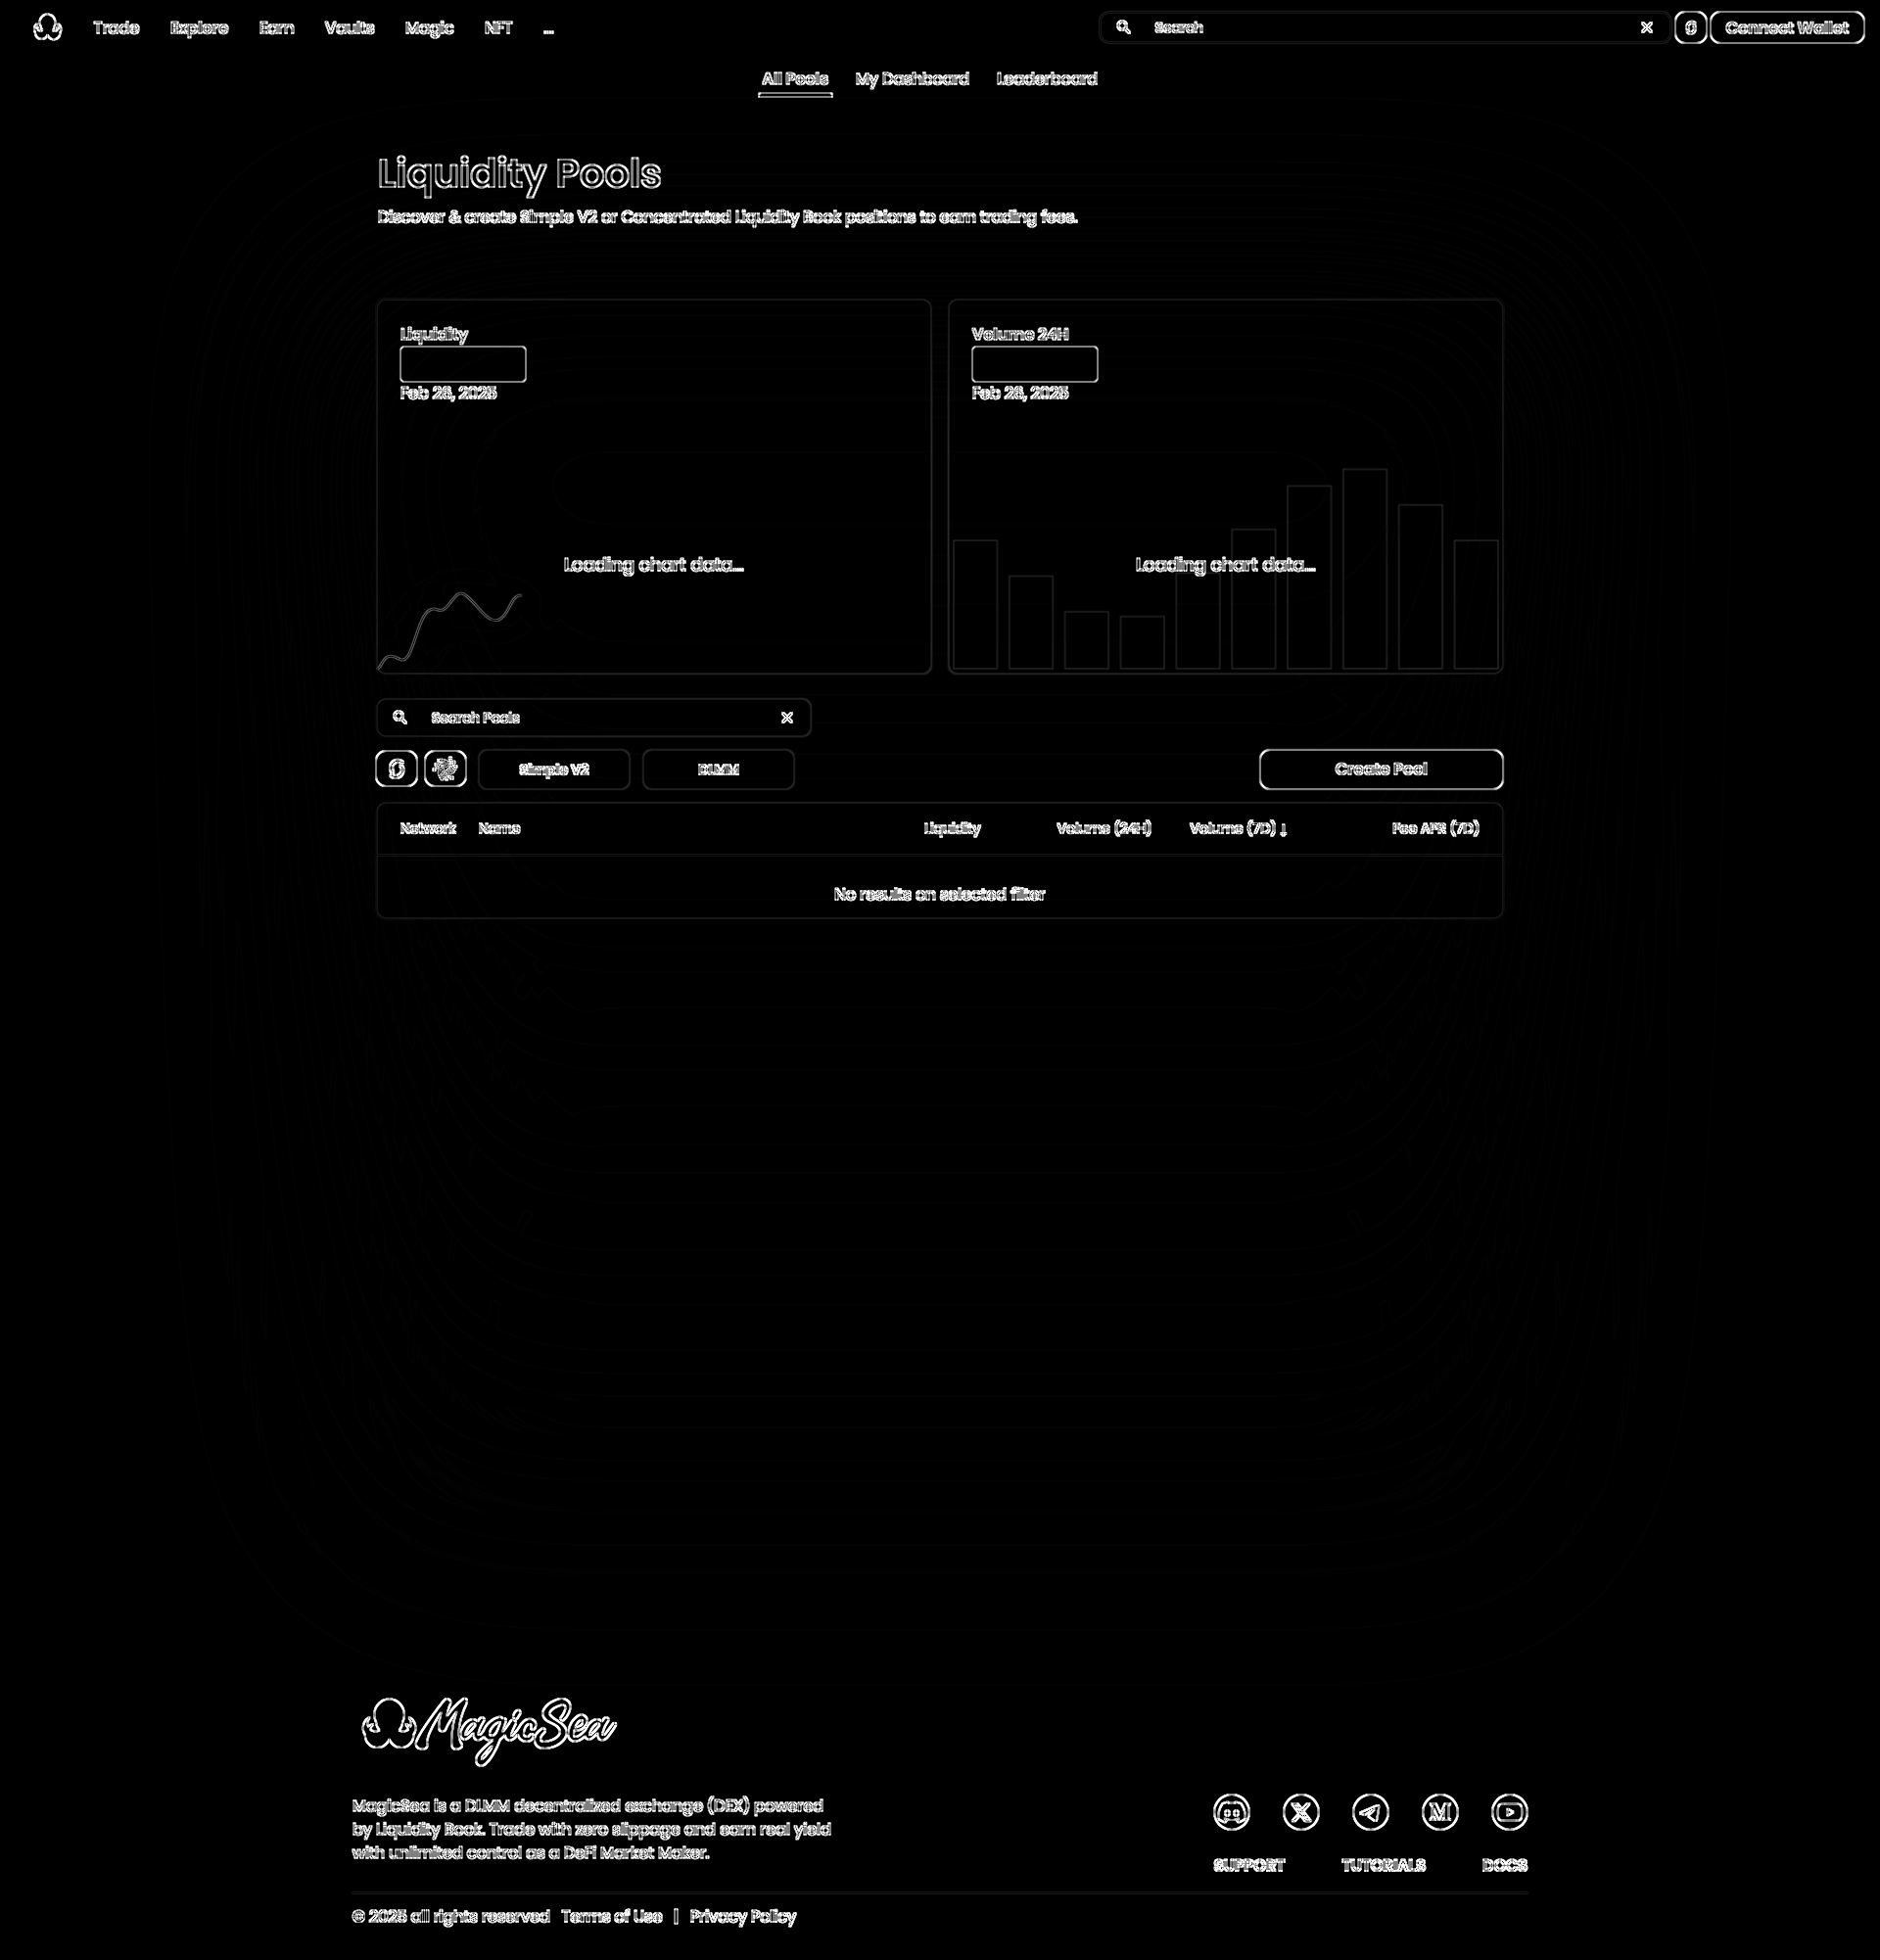 Trade Explore Earn Vaults Magic NFT ...
Search
Connect Wallet
All Pools My Dashboard Leaderboard
Liquidity Pools
Discover & create Simple V2 or Concentrated Liquidity Book positions to earn trading fees.
Liquidity
Feb 26, 2025
Loading chart data...
Volume 24H
Feb 26, 2025
Loading chart data...
Search Pools
Simple V2 DLMM Create Pool
Network Name Liquidity Volume (24H) Volume (7D) ↓ Fee APR (7D)
No results on selected filter
MagicSea
MagicSea is a DLMM decentralized exchange (DEX) powered
by Liquidity Book. Trade with zero slippage and earn real yield
with unlimited control as a DeFi Market Maker.
SUPPORT TUTORIALS DOCS
© 2025 all rights reserved Terms of Use | Privacy Policy